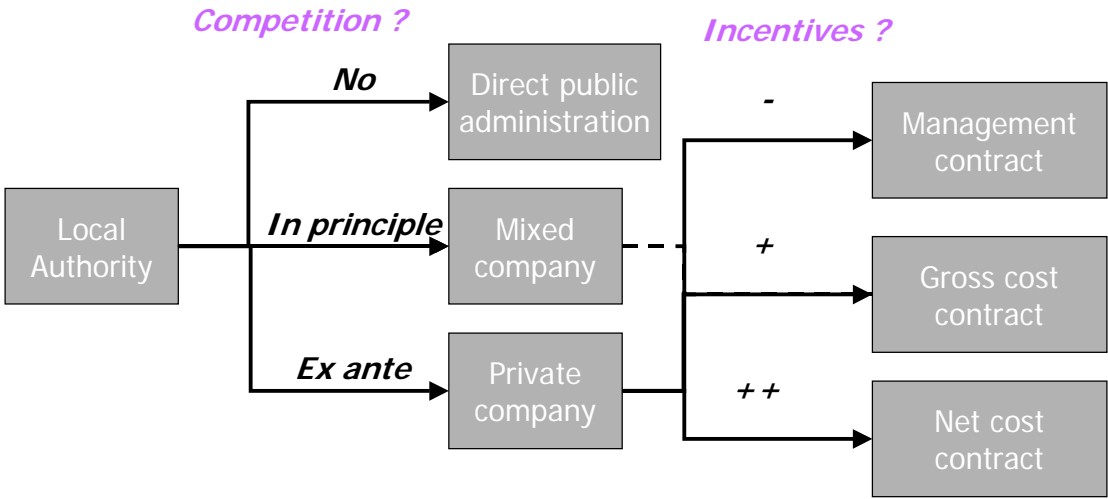 Competition ?
Incentives ?
No
Direct public
administration
-
Management
contract
Local
Authority
In principle
Mixed
company
+
Gross cost
contract
Ex ante
Private
company
++
Net cost
contract